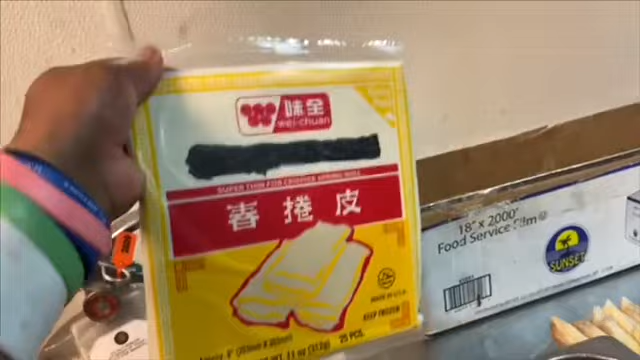 味全
wei-chuan
SUPER THIN FOR CRISPIER SPRING ROLL
春捲皮
MADE IN U.S.A.
KEEP FROZEN
25 PCS.
18" x 2000'
Food Service Film
SUNSET